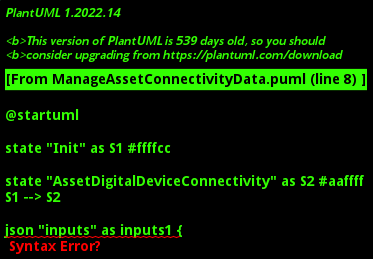 PlantUML 1.2022.14
<b>This version of PlantUML is 539 days old, so you should
<b>consider upgrading from https://plantuml.com/download
[From ManageAssetConnectivityData.puml (line 8) ]
@startuml
state "Init" as S1 #ffffcc
state "AssetDigitalDeviceConnectivity" as S2 #aaffff
S1 --> S2
json "inputs" as inputs1 {
Syntax Error?